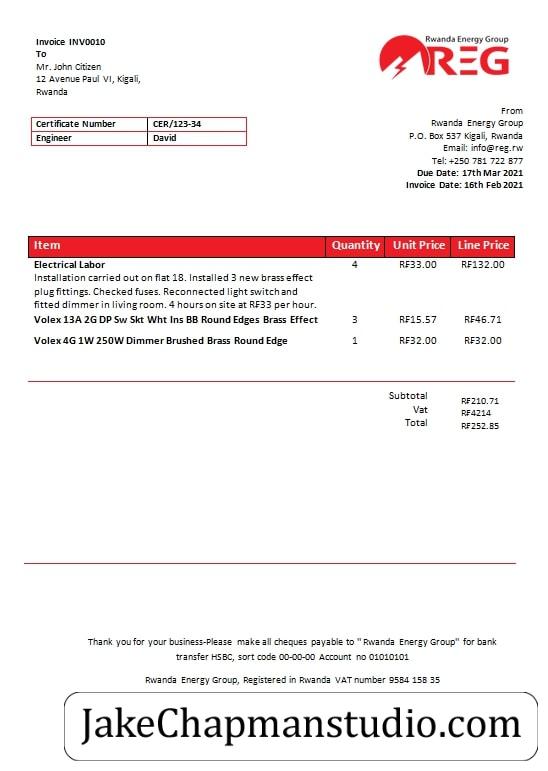 Invoice INV0010
To
Mr. John Citizen
12 Avenue Paul VI, Kigali,
Rwanda
Rwanda Energy Group
REG
Certificate Number CER/123-34
Engineer David
From
Rwanda Energy Group
P.O. Box 537 Kigali, Rwanda
Email: info@reg.rw
Tel: +250 781 722 877
Due Date: 17th Mar 2021
Invoice Date: 16th Feb 2021
Item Quantity Unit Price Line Price
Electrical Labor 4 RF33.00 RF132.00
Installation carried out on flat 18. Installed 3 new brass effect
plug fittings. Checked fuses. Reconnected light switch and
fitted dimmer in living room. 4 hours on site at RF33 per hour.
Volex 13A 2G DP Sw Skt Wht Ins BB Round Edges Brass Effect 3 RF15.57 RF46.71
Volex 4G 1W 250W Dimmer Brushed Brass Round Edge 1 RF32.00 RF32.00
Subtotal RF210.71
Vat RF4214
Total RF252.85
Thank you for your business-Please make all cheques payable to "Rwanda Energy Group" for bank
transfer HSBC, sort code 00-00-00 Account no 01010101
Rwanda Energy Group, Registered in Rwanda VAT number 9584 158 35
JakeChapmanstudio.com